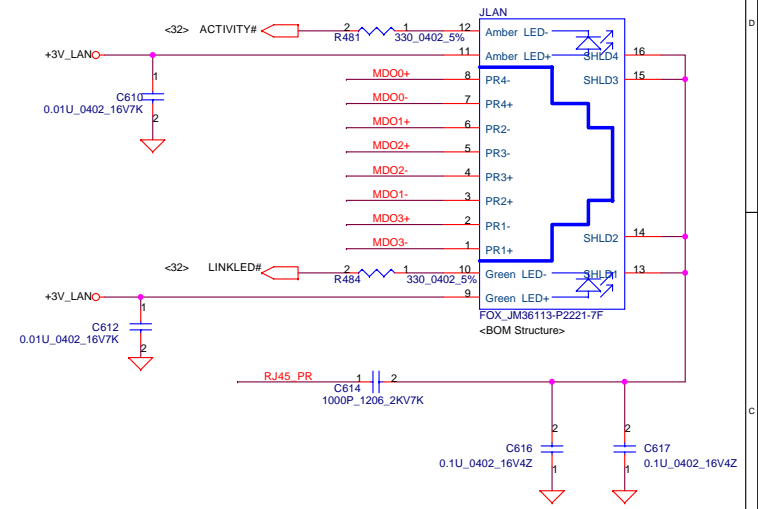 JLAN
D
<32> ACTIVITY# 2 1 12 Amber LED-
R481 330_0402_5%
+3V_LAN 11 Amber LED+ SHLD4 16
MDO0+ 8 PR4- SHLD3 15
1
C610
MDO0- 7 PR4+
0.01U_0402_16V7K
2
MDO1+ 6 PR2-
MDO2+ 5 PR3-
MDO2- 4 PR3+
MDO1- 3 PR2+
MDO3+ 2 PR1-
SHLD2 14
MDO3- 1 PR1+
<32> LINKLED# 2 1 10 Green LED- SHLD1 13
R484 330_0402_5%
+3V_LAN 9 Green LED+
1
FOX_JM36113-P2221-7F
C612
<BOM Structure>
0.01U_0402_16V7K
2
RJ45_PR 1 2
C614
1000P_1206_2KV7K
C
2 2
C616 C617
0.1U_0402_16V4Z 0.1U_0402_16V4Z
1 1